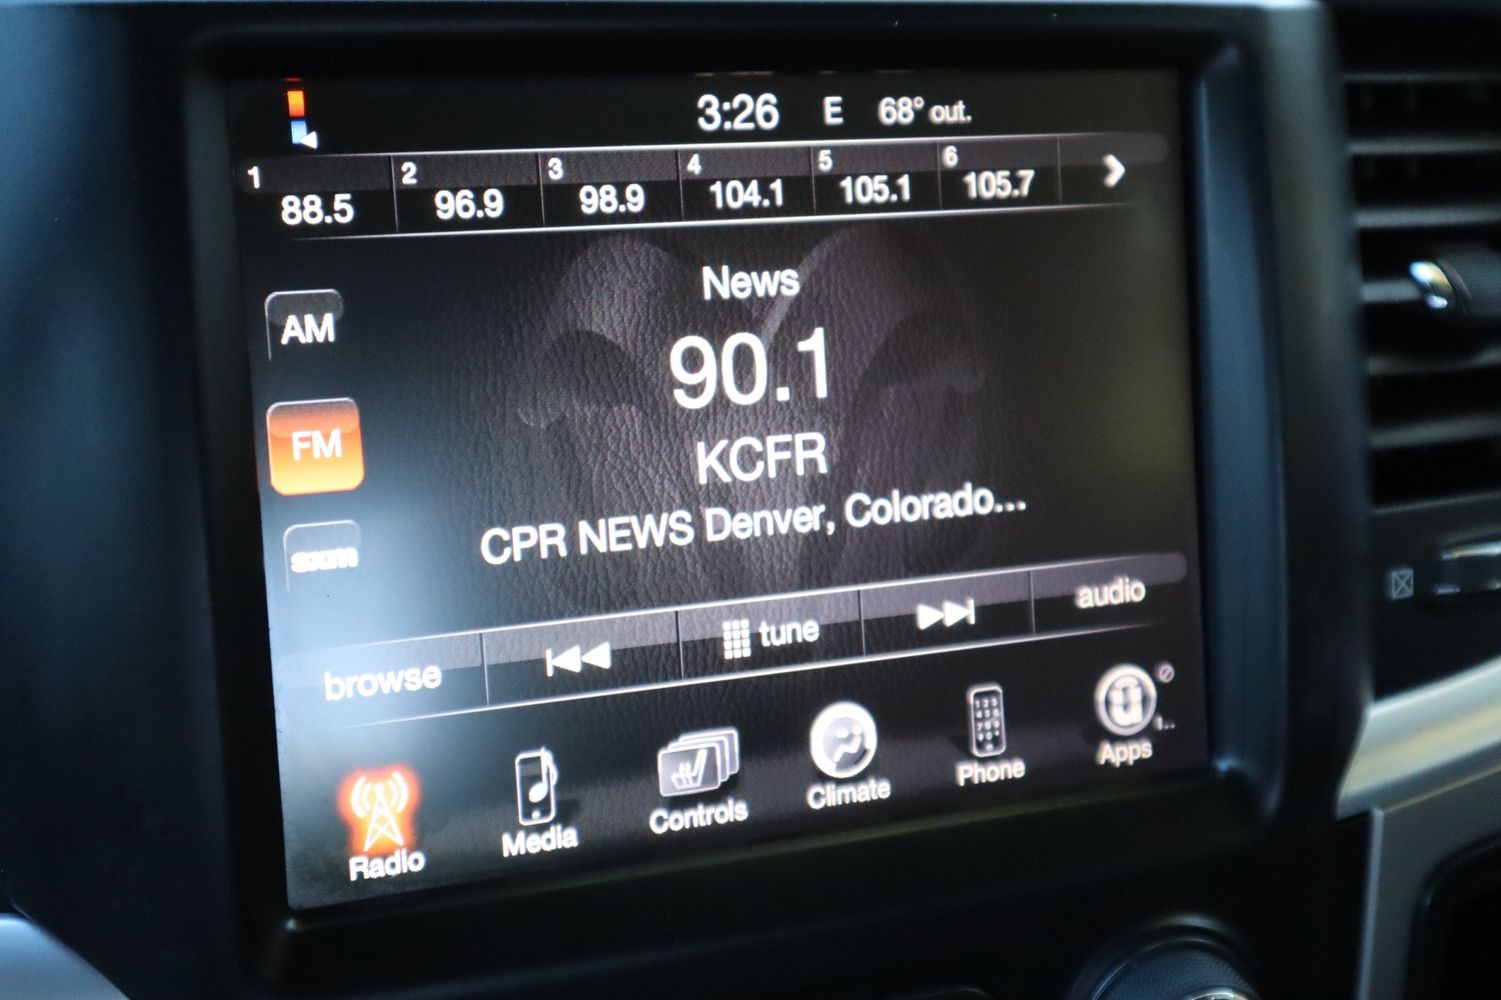 3:26 E 68° out.
1 2 3 4 5 6
88.5 96.9 98.9 104.1 105.1 105.7
News
AM
90.1
FM
KCFR
CPR NEWS Denver, Colorado...
sxm
browse tune audio
Radio Media Controls Climate Phone Apps